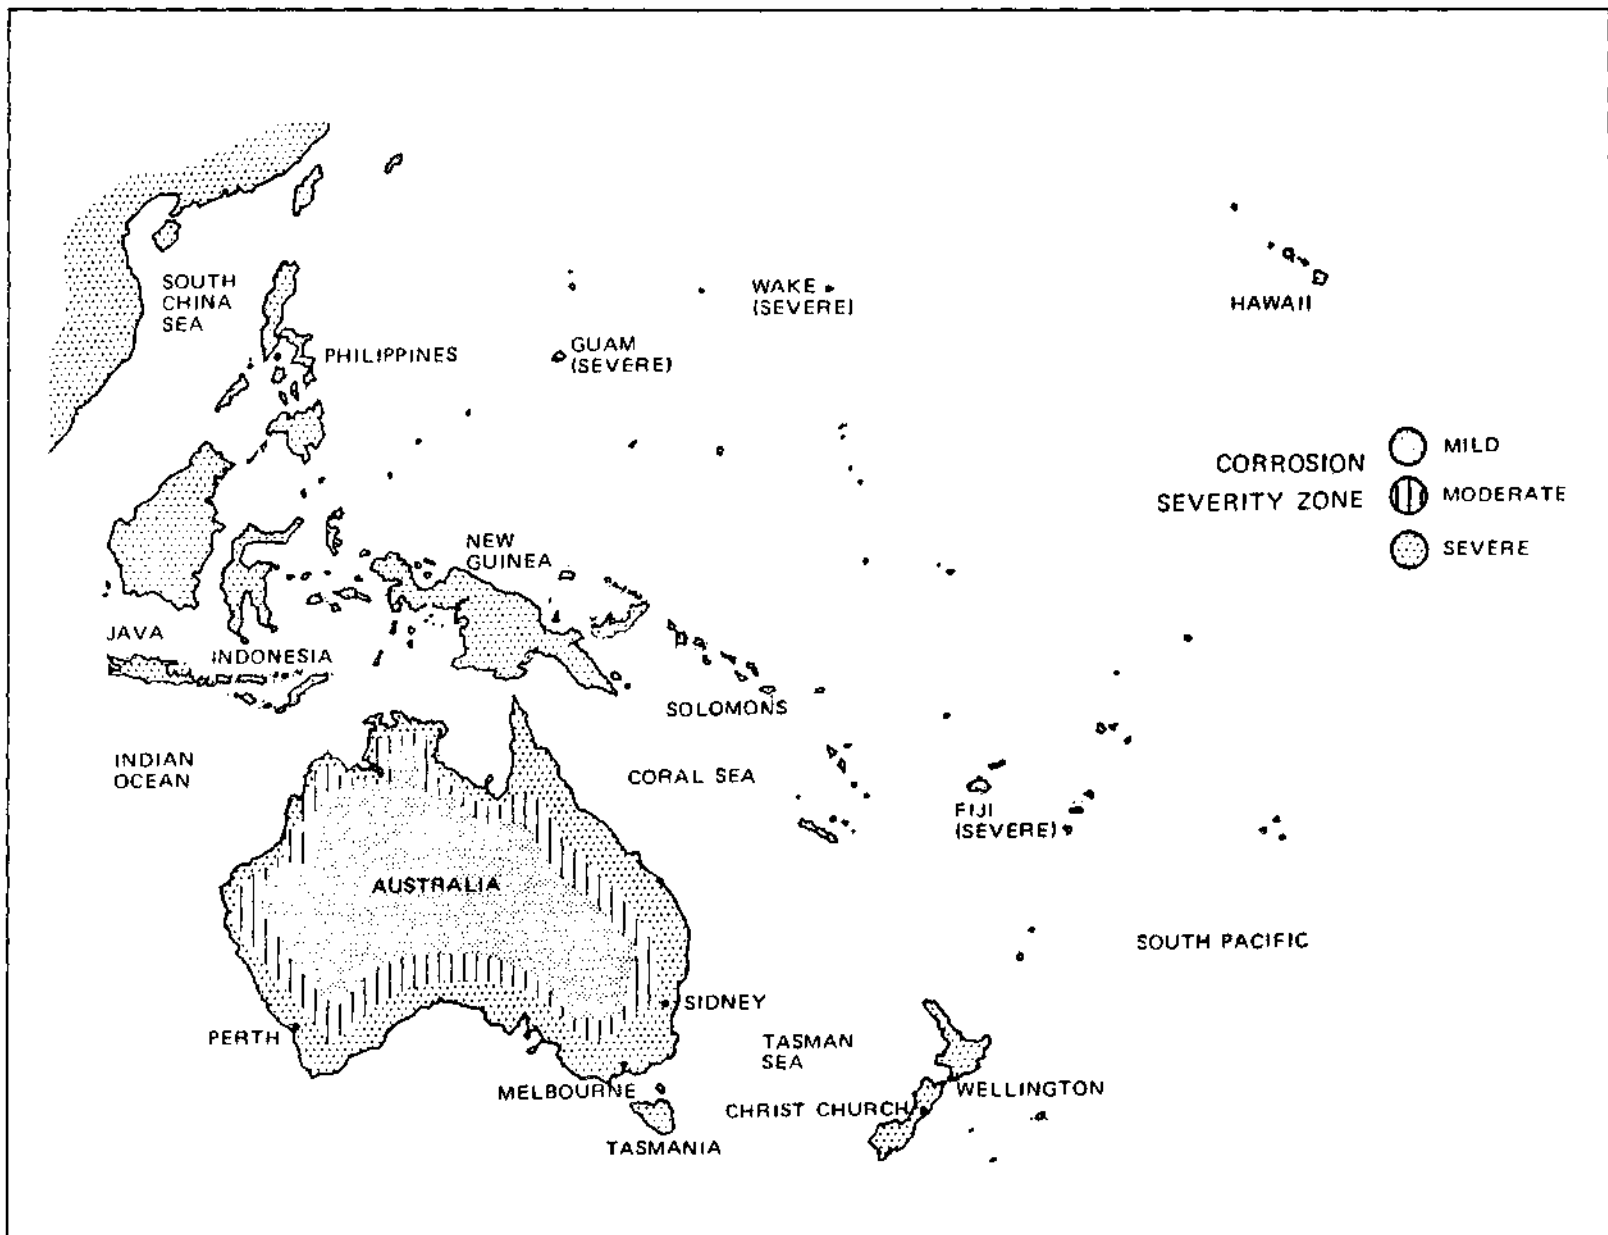 SOUTH
CHINA
SEA
PHILIPPINES
WAKE
(SEVERE)
GUAM
(SEVERE)
HAWAII
CORROSION
SEVERITY ZONE
MILD
MODERATE
SEVERE
NEW
GUINEA
JAVA
INDONESIA
SOLOMONS
INDIAN
OCEAN
CORAL SEA
FIJI
(SEVERE)
AUSTRALIA
SOUTH PACIFIC
SIDNEY
PERTH
TASMAN
SEA
MELBOURNE
WELLINGTON
CHRIST CHURCH
TASMANIA